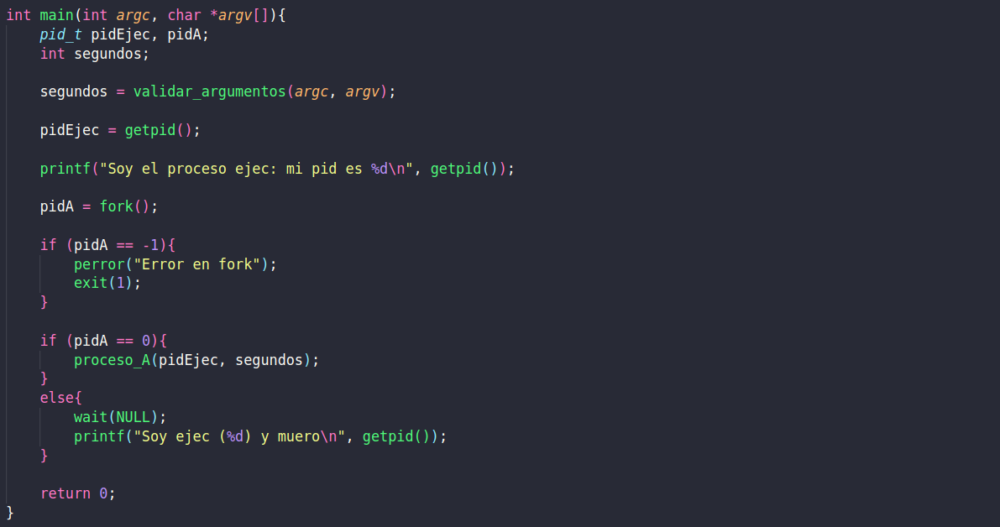 int main(int argc, char *argv[]){
    pid_t pidEjec, pidA;
    int segundos;
    segundos = validar_argumentos(argc, argv);
    pidEjec = getpid();
    printf("Soy el proceso ejec: mi pid es %d\n", getpid());
    pidA = fork();
    if (pidA == -1){
        perror("Error en fork");
        exit(1);
    }
    if (pidA == 0){
        proceso_A(pidEjec, segundos);
    }
    else{
        wait(NULL);
        printf("Soy ejec (%d) y muero\n", getpid());
    }
    return 0;
}